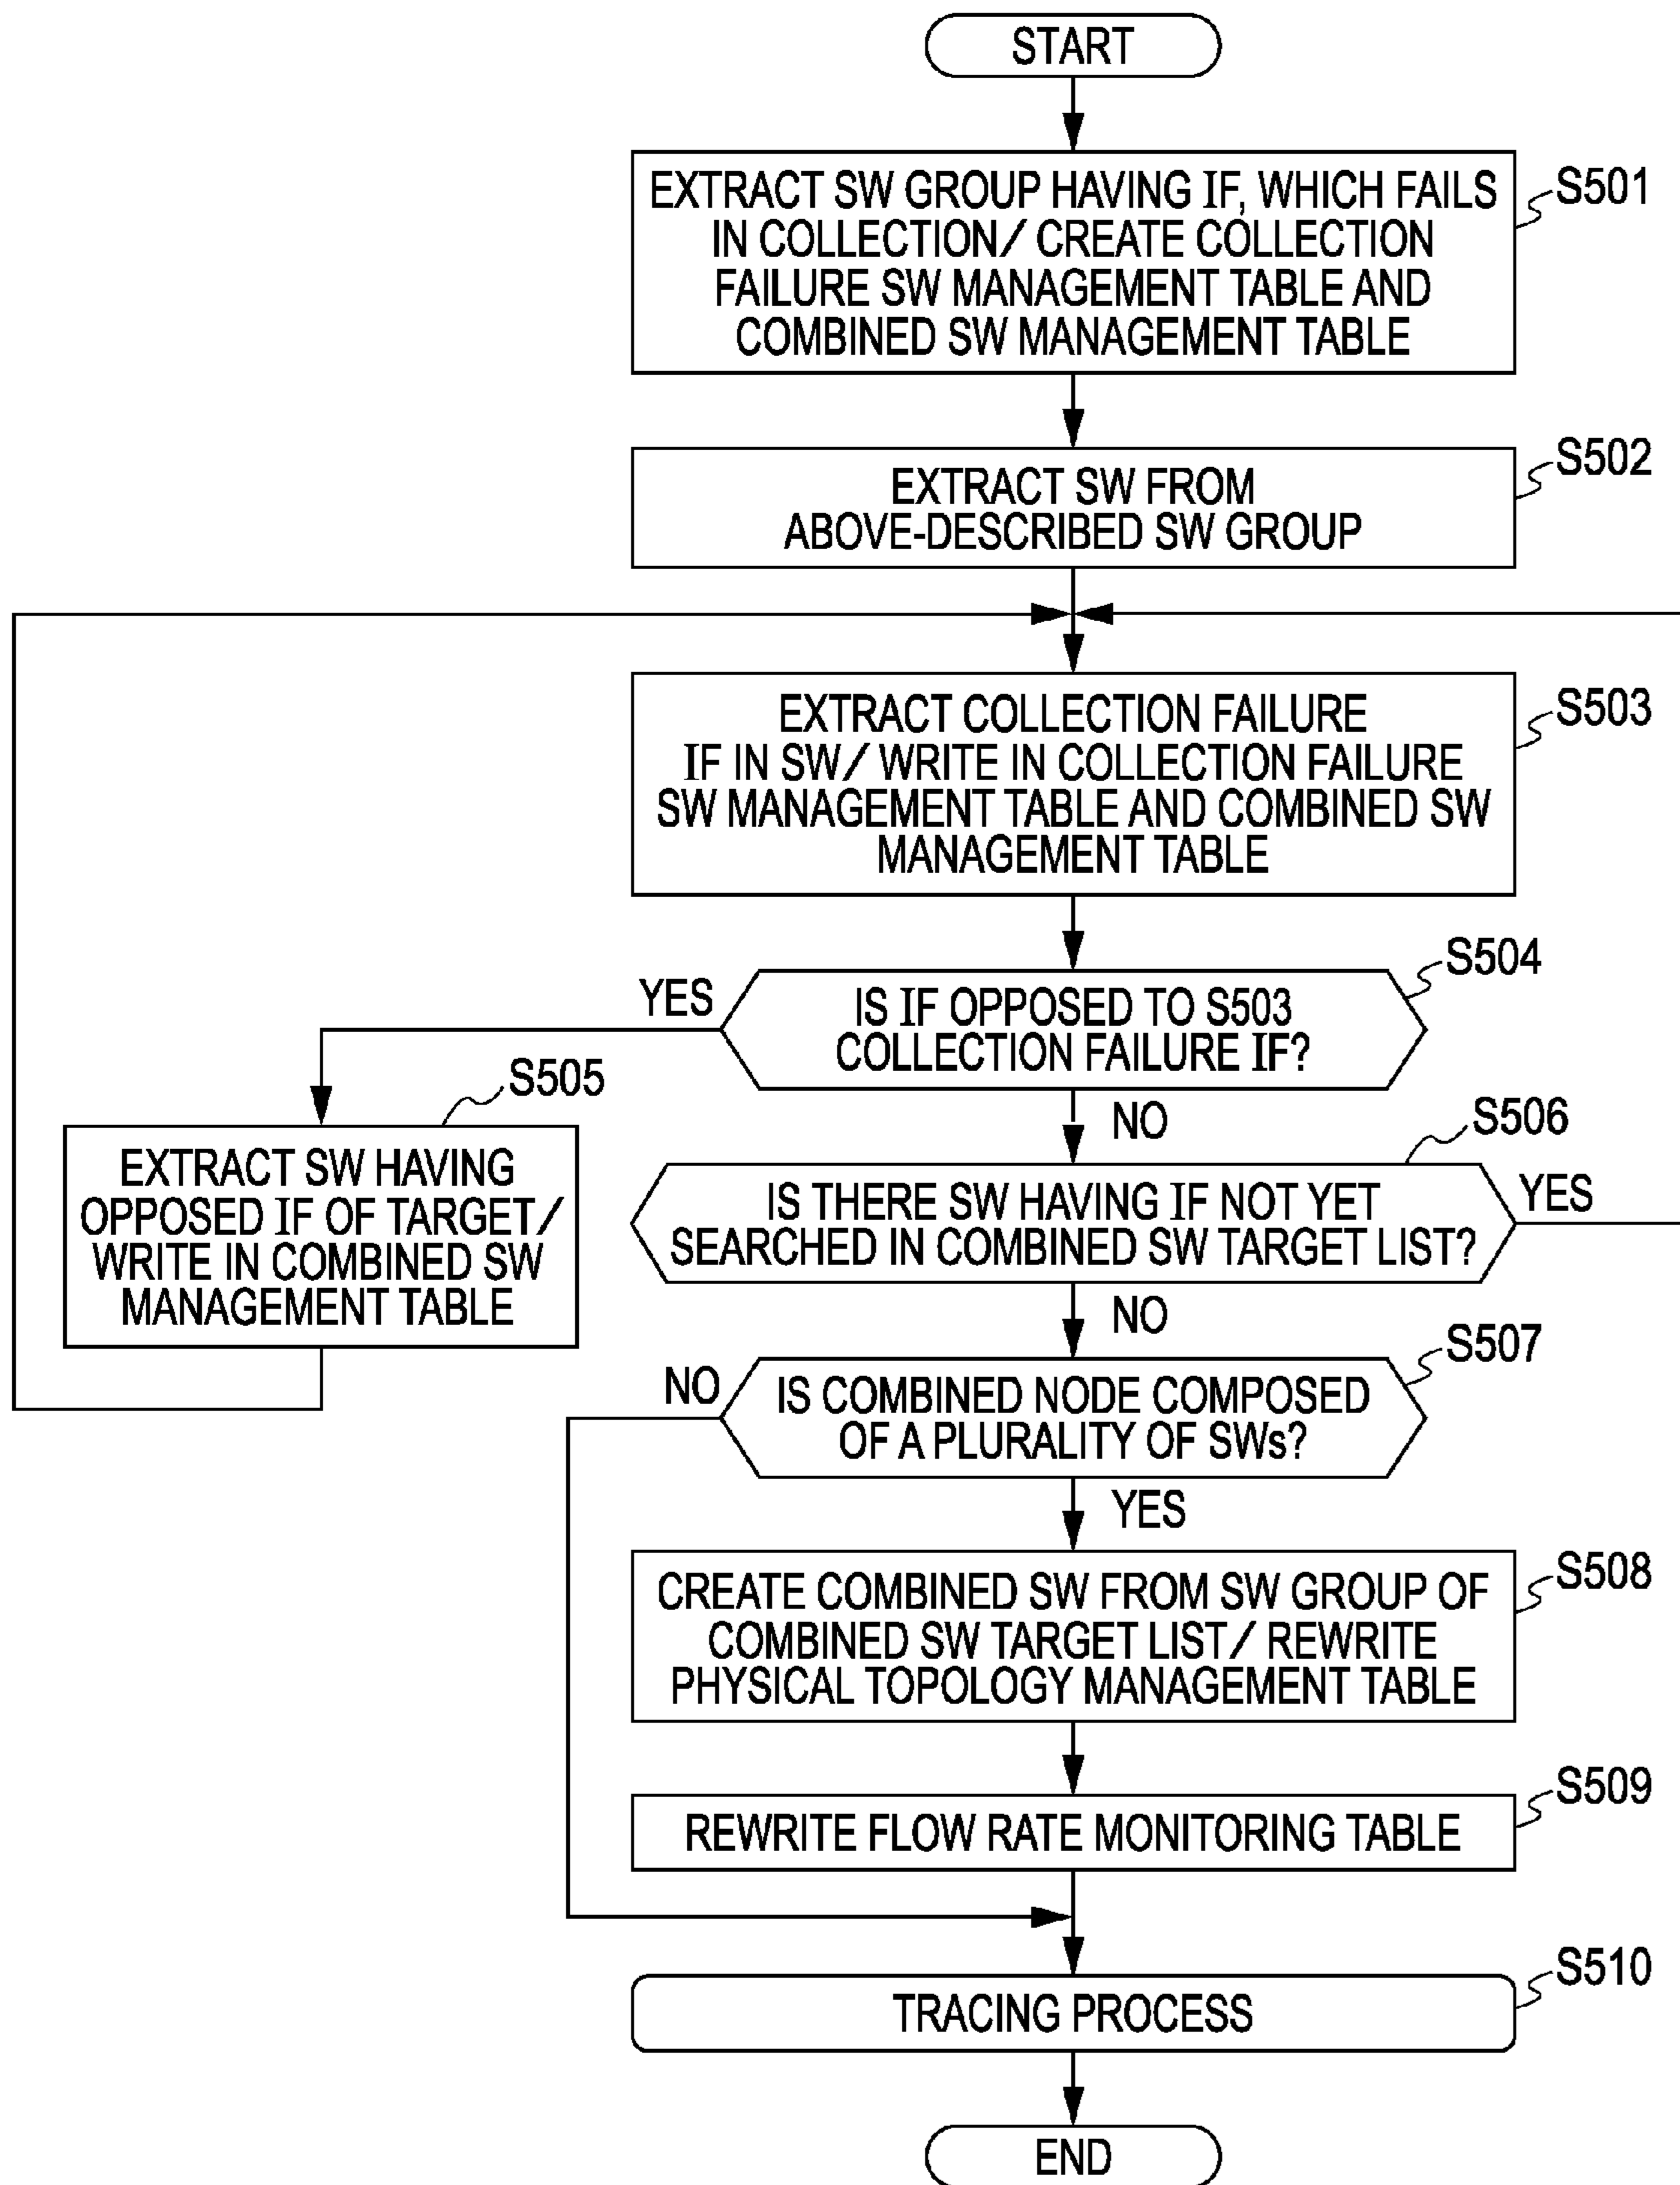 START
EXTRACT SW GROUP HAVING IF, WHICH FAILS
IN COLLECTION/ CREATE COLLECTION
FAILURE SW MANAGEMENT TABLE AND
COMBINED SW MANAGEMENT TABLE
S501
EXTRACT SW FROM
ABOVE-DESCRIBED SW GROUP
S502
EXTRACT COLLECTION FAILURE
IF IN SW/ WRITE IN COLLECTION FAILURE
SW MANAGEMENT TABLE AND COMBINED SW
MANAGEMENT TABLE
S503
IS IF OPPOSED TO S503
COLLECTION FAILURE IF?
S504
YES
NO
S505
EXTRACT SW HAVING
OPPOSED IF OF TARGET/
WRITE IN COMBINED SW
MANAGEMENT TABLE
IS THERE SW HAVING IF NOT YET
SEARCHED IN COMBINED SW TARGET LIST?
S506
YES
NO
IS COMBINED NODE COMPOSED
OF A PLURALITY OF SWs?
S507
NO
YES
CREATE COMBINED SW FROM SW GROUP OF
COMBINED SW TARGET LIST/ REWRITE
PHYSICAL TOPOLOGY MANAGEMENT TABLE
S508
REWRITE FLOW RATE MONITORING TABLE
S509
TRACING PROCESS
S510
END